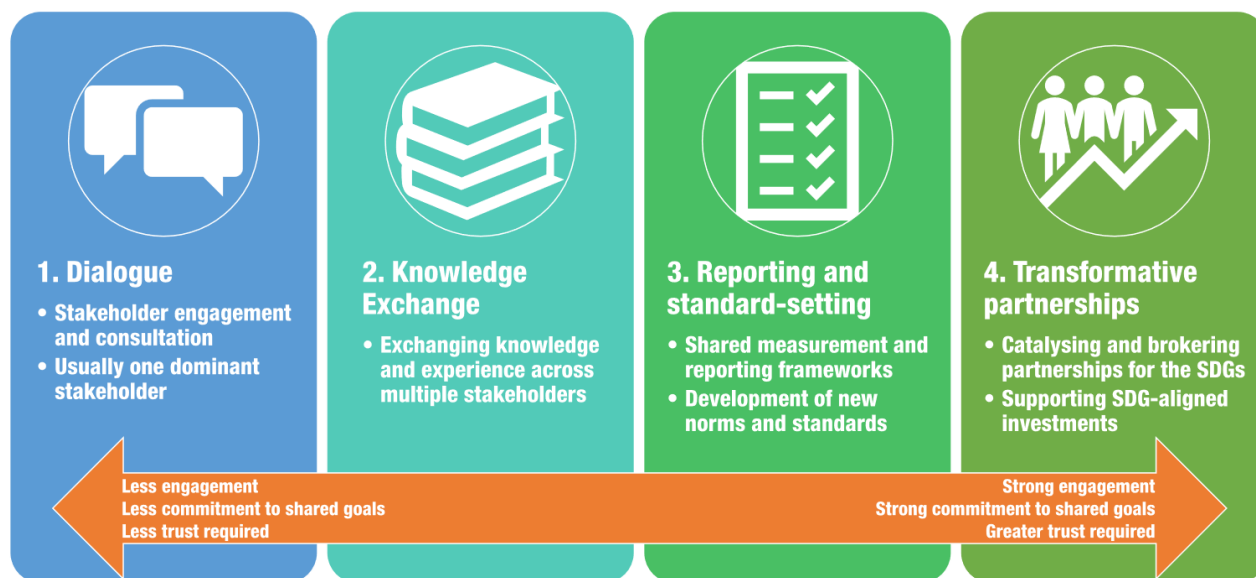 1. Dialogue
• Stakeholder engagement
and consultation
• Usually one dominant
stakeholder
2. Knowledge
Exchange
• Exchanging knowledge
and experience across
multiple stakeholders
3. Reporting and
standard-setting
• Shared measurement and
reporting frameworks
• Development of new
norms and standards
4. Transformative
partnerships
• Catalysing and brokering
partnerships for the SDGs
• Supporting SDG-aligned
investments
Less engagement
Less commitment to shared goals
Less trust required
Strong engagement
Strong commitment to shared goals
Greater trust required